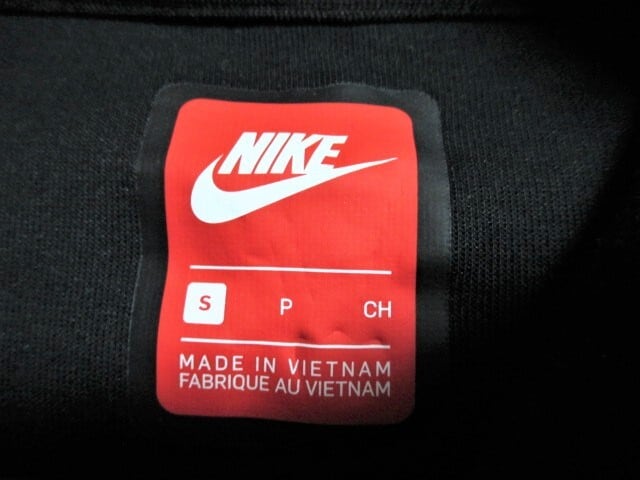 NIKE
S P CH
MADE IN VIETNAM
FABRIQUE AU VIETNAM